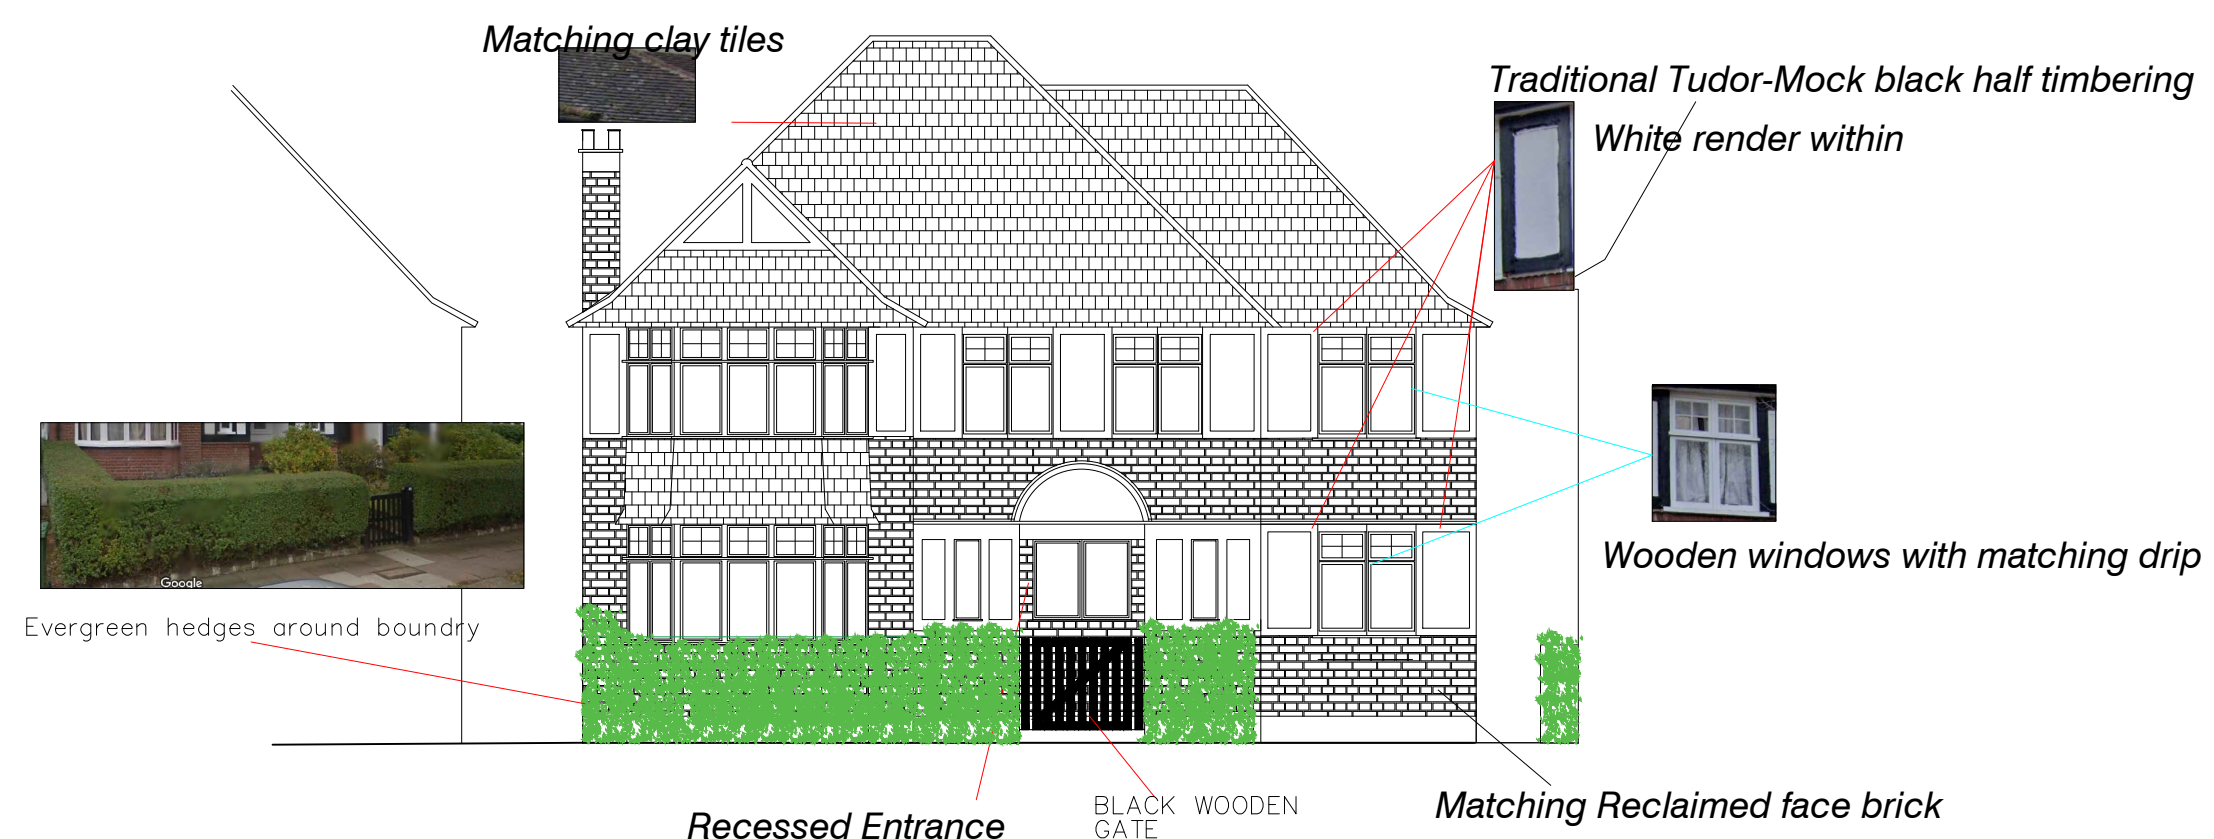 Matching clay tiles
Traditional Tudor-Mock black half timbering
White render within
Google
Wooden windows with matching drip
Evergreen hedges around boundry
Recessed Entrance
BLACK WOODEN
GATE
Matching Reclaimed face brick